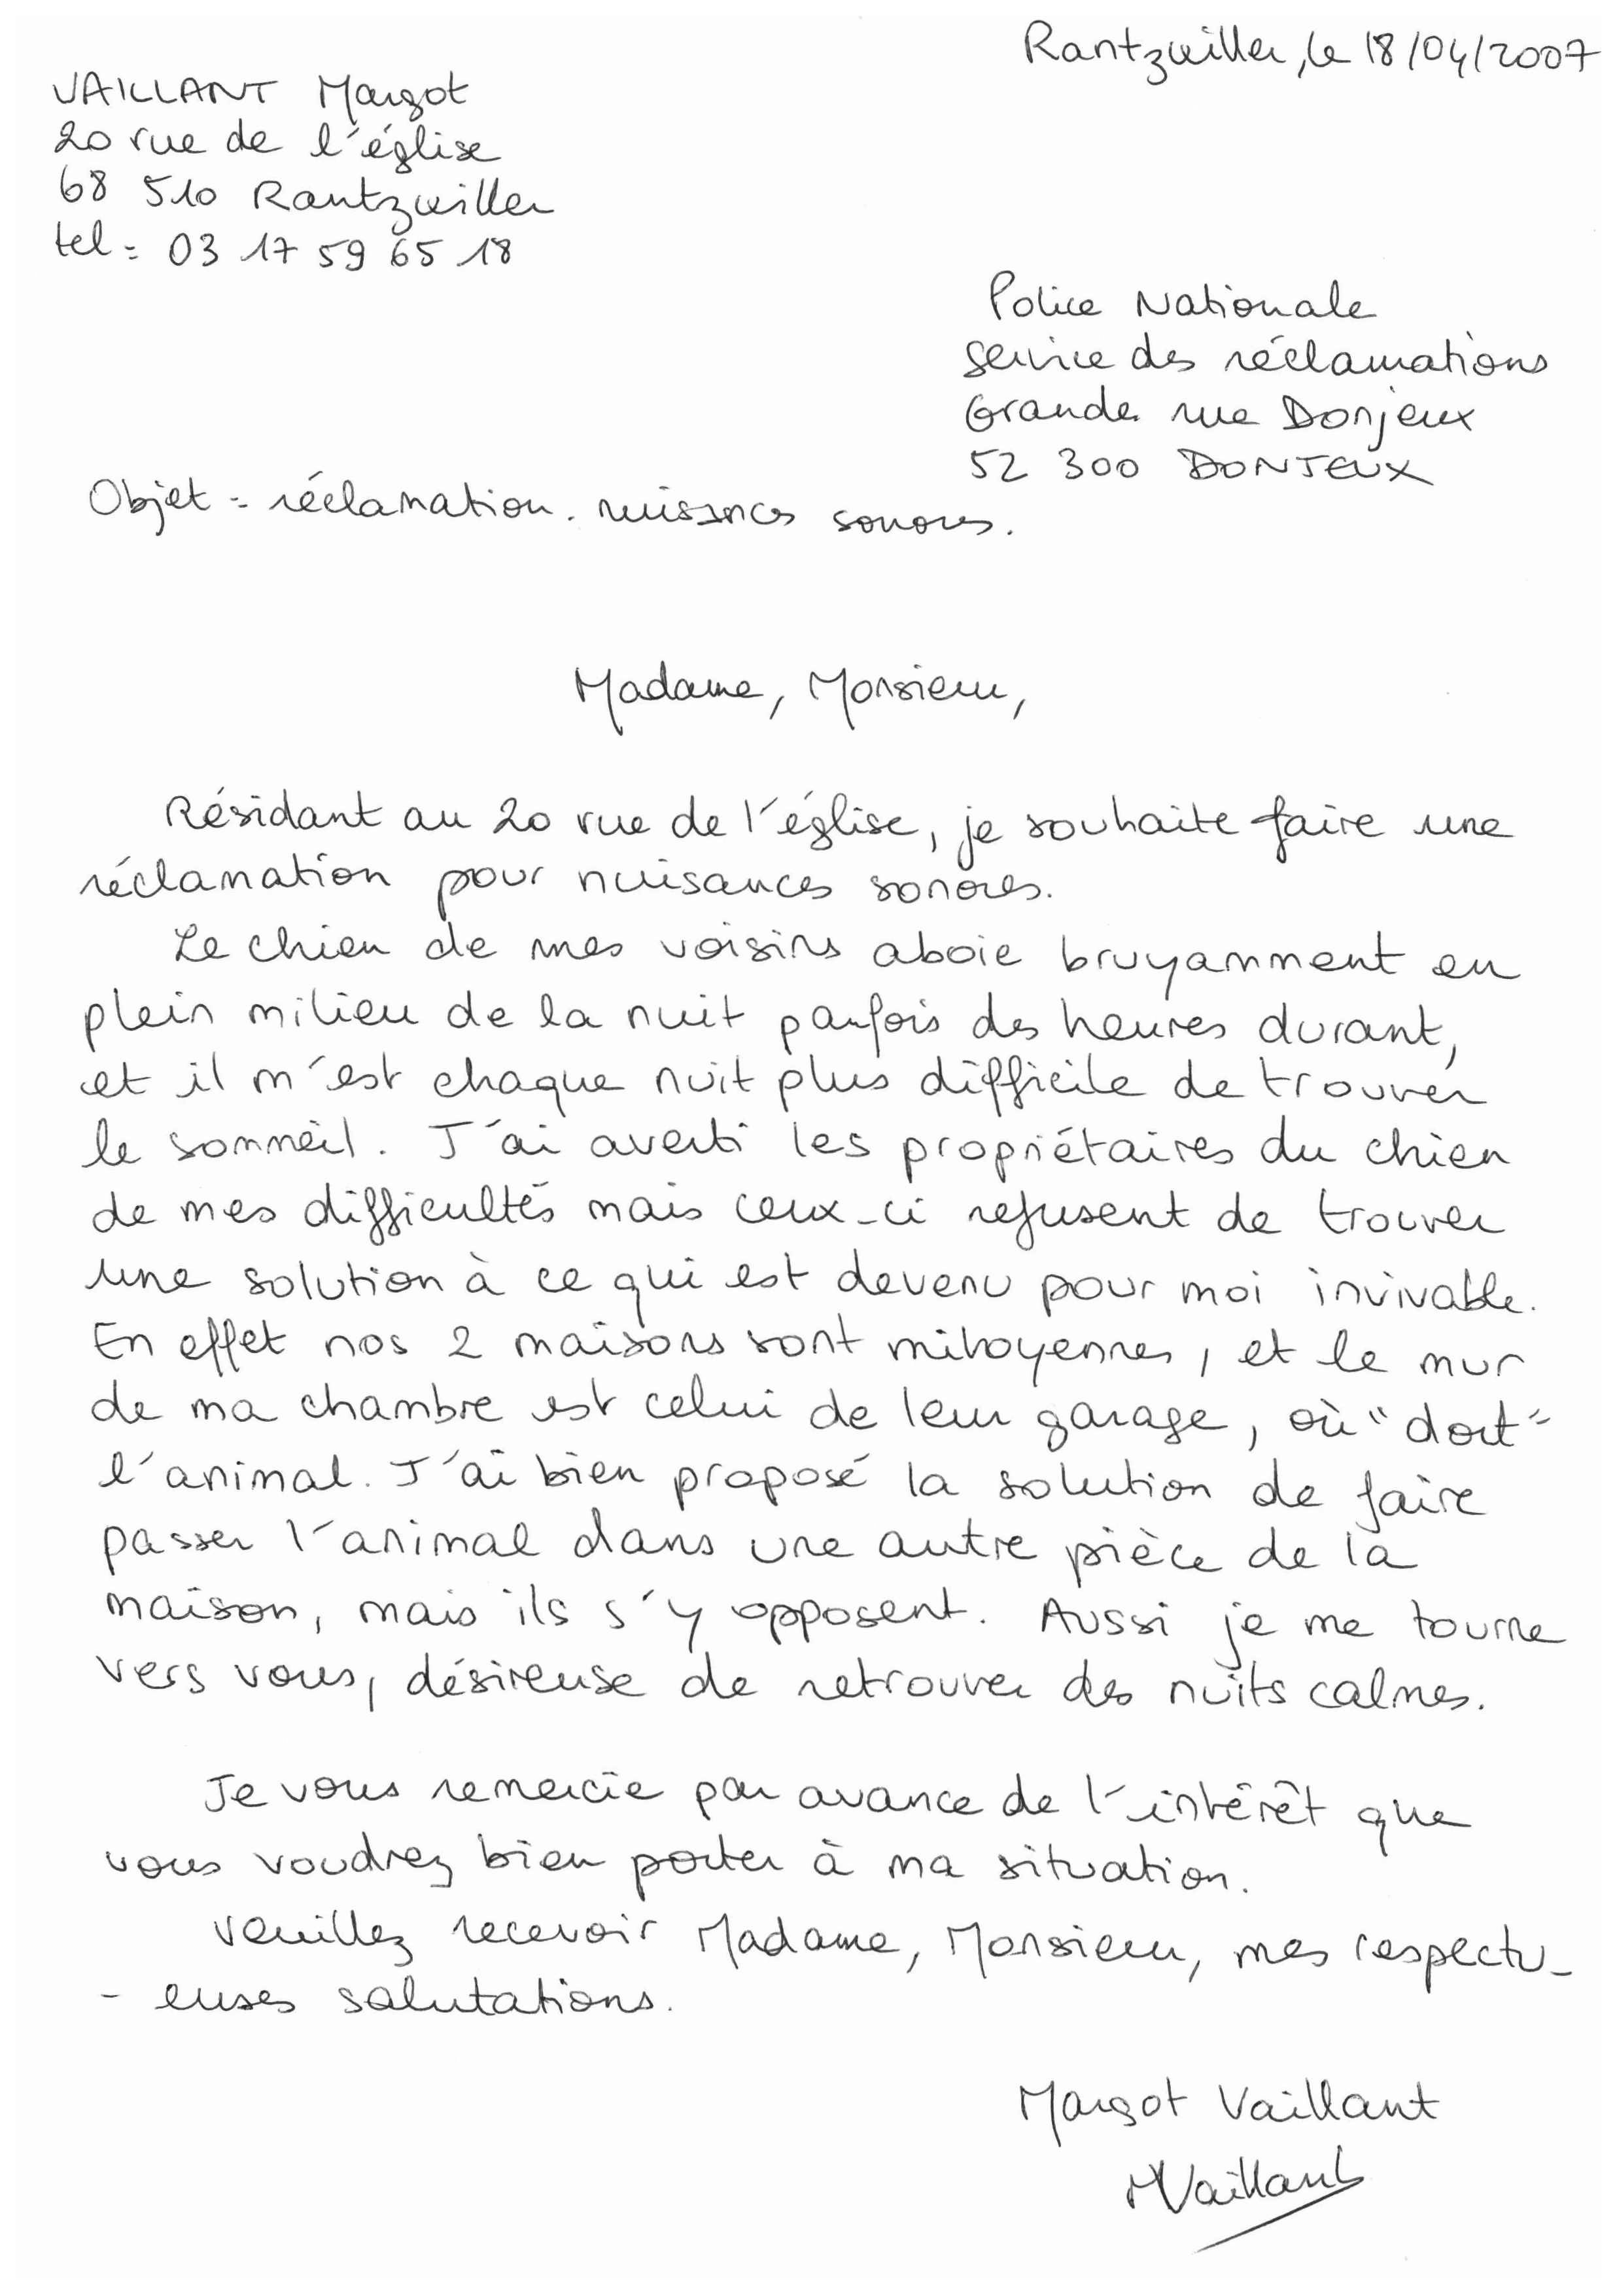 Rantzwiller, le 18/04/2007
VAILLANT Margot
20 rue de l'église
68 510 Rantzwiller
tel = 03 17 59 65 18
Police Nationale
Service des réclamations
Grande rue Donjeux
52 300 DONJEUX
Objet = réclamation. nuisances sonores.
Madame, Monsieur,
Résidant au 20 rue de l'église, je souhaite faire une
réclamation pour nuisances sonores.
Le chien de mes voisins aboie bruyamment en
plein milieu de la nuit parfois des heures durant,
et il m'est chaque nuit plus difficile de trouver
le sommeil. J'ai averti les propriétaires du chien
de mes difficultés mais ceux-ci refusent de trouver
une solution à ce qui est devenu pour moi invivable.
En effet nos 2 maisons sont mitoyennes, et le mur
de ma chambre est celui de leur garage, où "dort"
l'animal. J'ai bien proposé la solution de faire
passer l'animal dans une autre pièce de la
maison, mais ils s'y opposent. Aussi je me tourne
vers vous, désireuse de retrouver des nuits calmes.
Je vous remercie par avance de l'intérêt que
vous voudrez bien porter à ma situation.
Veuillez recevoir Madame, Monsieur, mes respectu-
- euses salutations.
Margot Vaillant
MVaillant